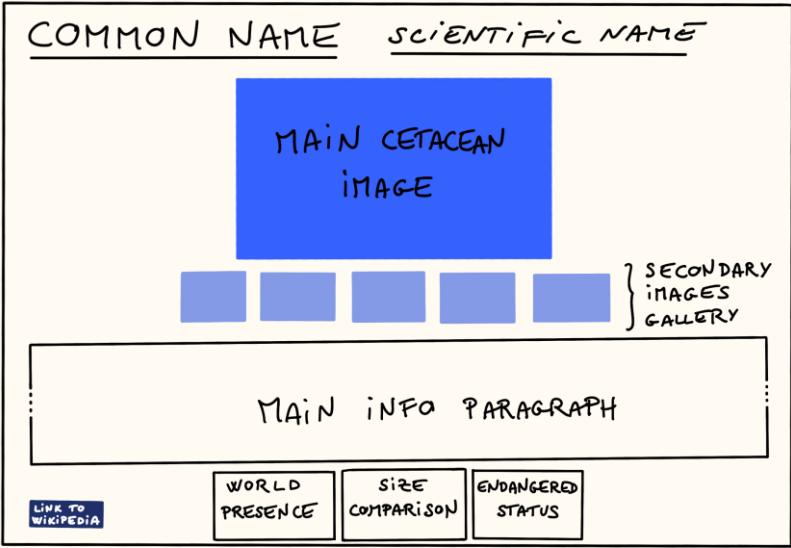 COMMON NAME SCiENTiFiC NAME
MAiN CETACEAN
iMAGE
SECONDARY
iMAGES
GALLERY
MAiN iNFO PARAGRAPH
WORLD
PRESENCE
SiZE
COMPARiSON
ENDANGERED
STATUS
LiNK TO
WiKiPEDiA